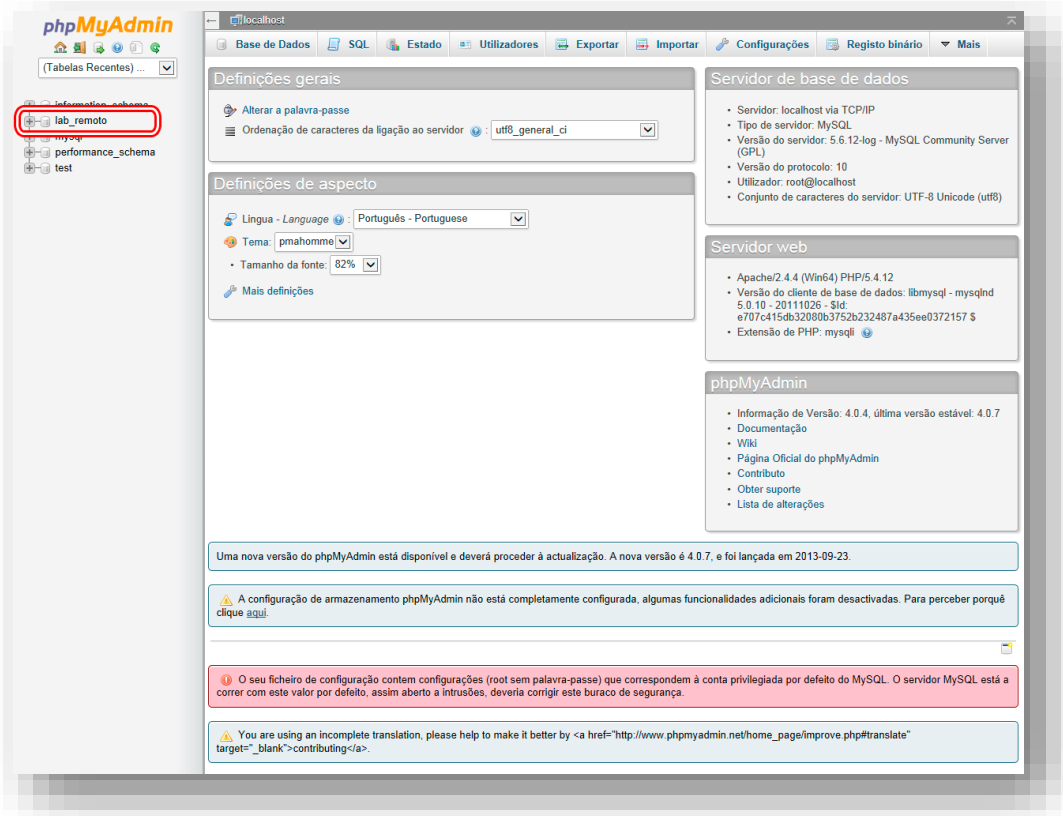 phpMyAdmin
(Tabelas Recentes) ...
information_schema
lab_remoto
mysql
performance_schema
test
localhost
Base de Dados
SQL
Estado
Utilizadores
Exportar
Importar
Configurações
Registo binário
Mais
Definições gerais
Alterar a palavra-passe
Ordenação de caracteres da ligação ao servidor : utf8_general_ci
Definições de aspecto
Lingua - Language : Português - Portuguese
Tema: pmahomme
• Tamanho da fonte: 82%
Mais definições
Servidor de base de dados
• Servidor: localhost via TCP/IP
• Tipo de servidor: MySQL
• Versão do servidor: 5.6.12-log - MySQL Community Server
(GPL)
• Versão do protocolo: 10
• Utilizador: root@localhost
• Conjunto de caracteres do servidor: UTF-8 Unicode (utf8)
Servidor web
• Apache/2.4.4 (Win64) PHP/5.4.12
• Versão do cliente de base de dados: libmysql - mysqlnd
5.0.10 - 20111026 - $Id:
e707c415db32080b3752b232487a435ee0372157 $
• Extensão de PHP: mysqli
phpMyAdmin
• Informação de Versão: 4.0.4, última versão estável: 4.0.7
• Documentação
• Wiki
• Página Oficial do phpMyAdmin
• Contributo
• Obter suporte
• Lista de alterações
Uma nova versão do phpMyAdmin está disponível e deverá proceder à actualização. A nova versão é 4.0.7, e foi lançada em 2013-09-23.
A configuração de armazenamento phpMyAdmin não está completamente configurada, algumas funcionalidades adicionais foram desactivadas. Para perceber porquê
clique aqui.
O seu ficheiro de configuração contem configurações (root sem palavra-passe) que correspondem à conta privilegiada por defeito do MySQL. O servidor MySQL está a
correr com este valor por defeito, assim aberto a intrusões, deveria corrigir este buraco de segurança.
You are using an incomplete translation, please help to make it better by <a href="http://www.phpmyadmin.net/home_page/improve.php#translate"
target="_blank">contributing</a>.